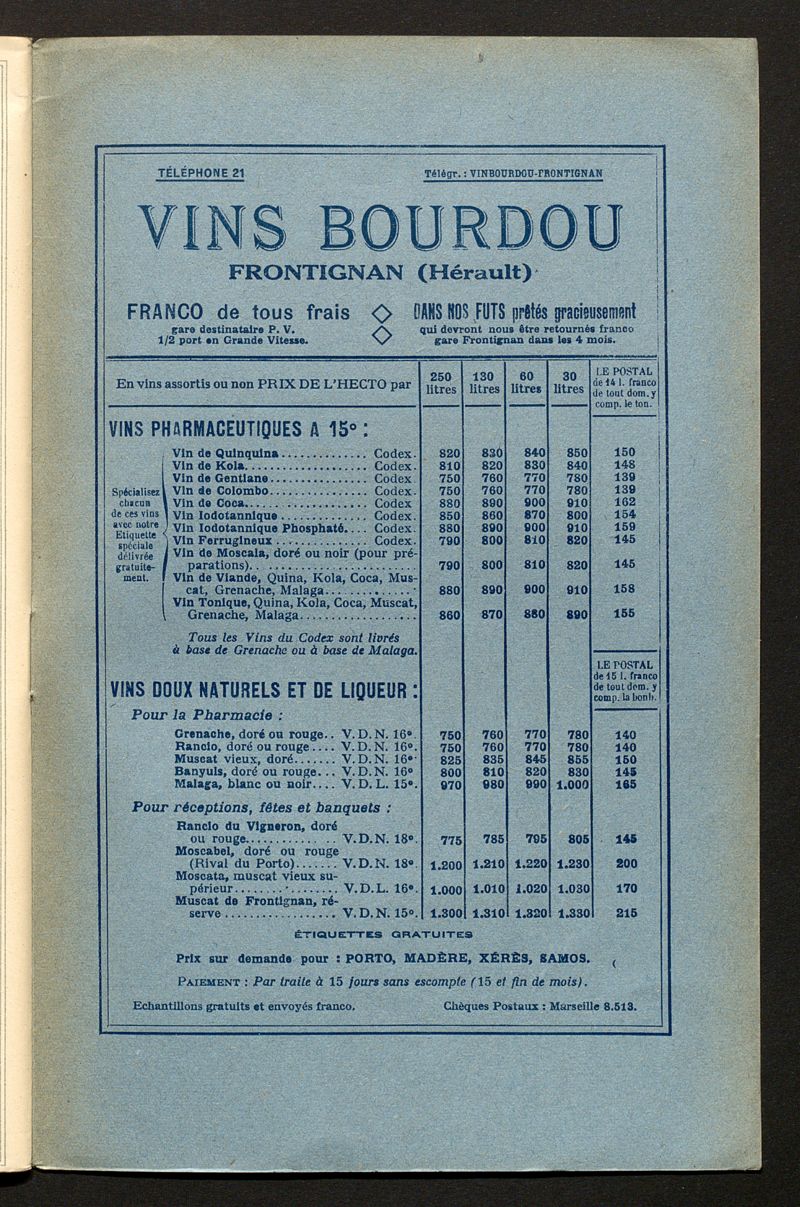 TÉLÉPHONE 21 Télégr. : VINBOURDOU-FRONTIGNAN
VINS BOURDOU
FRONTIGNAN (Hérault)
FRANCO de tous frais DANS NOS FUTS prêtés gracieusement
gare destinataire P. V. qui devront nous être retournés franco
1/2 port en Grande Vitesse. gare Frontignan dans les 4 mois.
En vins assortis ou non PRIX DE L'HECTO par 250 litres 130 litres 60 litres 30 litres
LE POSTAL
de 14 l. franco
de tout dom. y
comp. le ton.
VINS PHARMACEUTIQUES A 15° :
Spécialisez
chacun
de ces vins
avec notre
Etiquette
spéciale
délivrée
gratuite-
ment.
Vin de Quinquina.............. Codex. 820 830 840 850 150
Vin de Kola.................... Codex. 810 820 830 840 148
Vin de Gentiane................ Codex. 750 760 770 780 139
Vin de Colombo................ Codex. 750 760 770 780 139
Vin de Coca.................... Codex 880 890 900 910 162
Vin Iodotannique.............. Codex. 850 860 870 800 154
Vin Iodotannique Phosphaté.... Codex. 880 890 900 910 159
Vin Ferrugineux .............. Codex. 790 800 810 820 145
Vin de Moscala, doré ou noir (pour pré-
parations)........................ 790 800 810 820 145
Vin de Viande, Quina, Kola, Coca, Mus-
cat, Grenache, Malaga.............. 880 890 900 910 158
Vin Tonique, Quina, Kola, Coca, Muscat,
Grenache, Malaga.................. 860 870 880 890 155
Tous les Vins du Codex sont livrés
à base de Grenache ou à base de Malaga.
LE POSTAL
de 15 l. franco
de tout dom. y
comp. la bonb.
VINS DOUX NATURELS ET DE LIQUEUR :
Pour la Pharmacie :
Grenache, doré ou rouge.. V. D. N. 16°. 750 760 770 780 140
Rancio, doré ou rouge.... V. D. N. 16°. 750 760 770 780 140
Muscat vieux, doré....... V. D. N. 16°. 825 835 845 855 150
Banyuls, doré ou rouge... V. D. N. 16° 800 810 820 830 145
Malaga, blanc ou noir.... V. D. L. 15°. 970 980 990 1.000 165
Pour réceptions, fêtes et banquets :
Rancio du Vigneron, doré
ou rouge.............. V. D. N. 18°. 775 785 795 805 145
Moscabel, doré ou rouge
(Rival du Porto)....... V. D. N. 18°. 1.200 1.210 1.220 1.230 200
Moscata, muscat vieux su-
périeur................ V. D. L. 16°. 1.000 1.010 1.020 1.030 170
Muscat de Frontignan, ré-
serve .................. V. D. N. 15°. 1.300 1.310 1.320 1.330 215
ÉTIQUETTES GRATUITES
Prix sur demande pour : PORTO, MADÈRE, XÉRÈS, SAMOS.
PAIEMENT : Par traite à 15 jours sans escompte (15 et fin de mois).
Echantillons gratuits et envoyés franco. Chèques Postaux : Marseille 8.513.